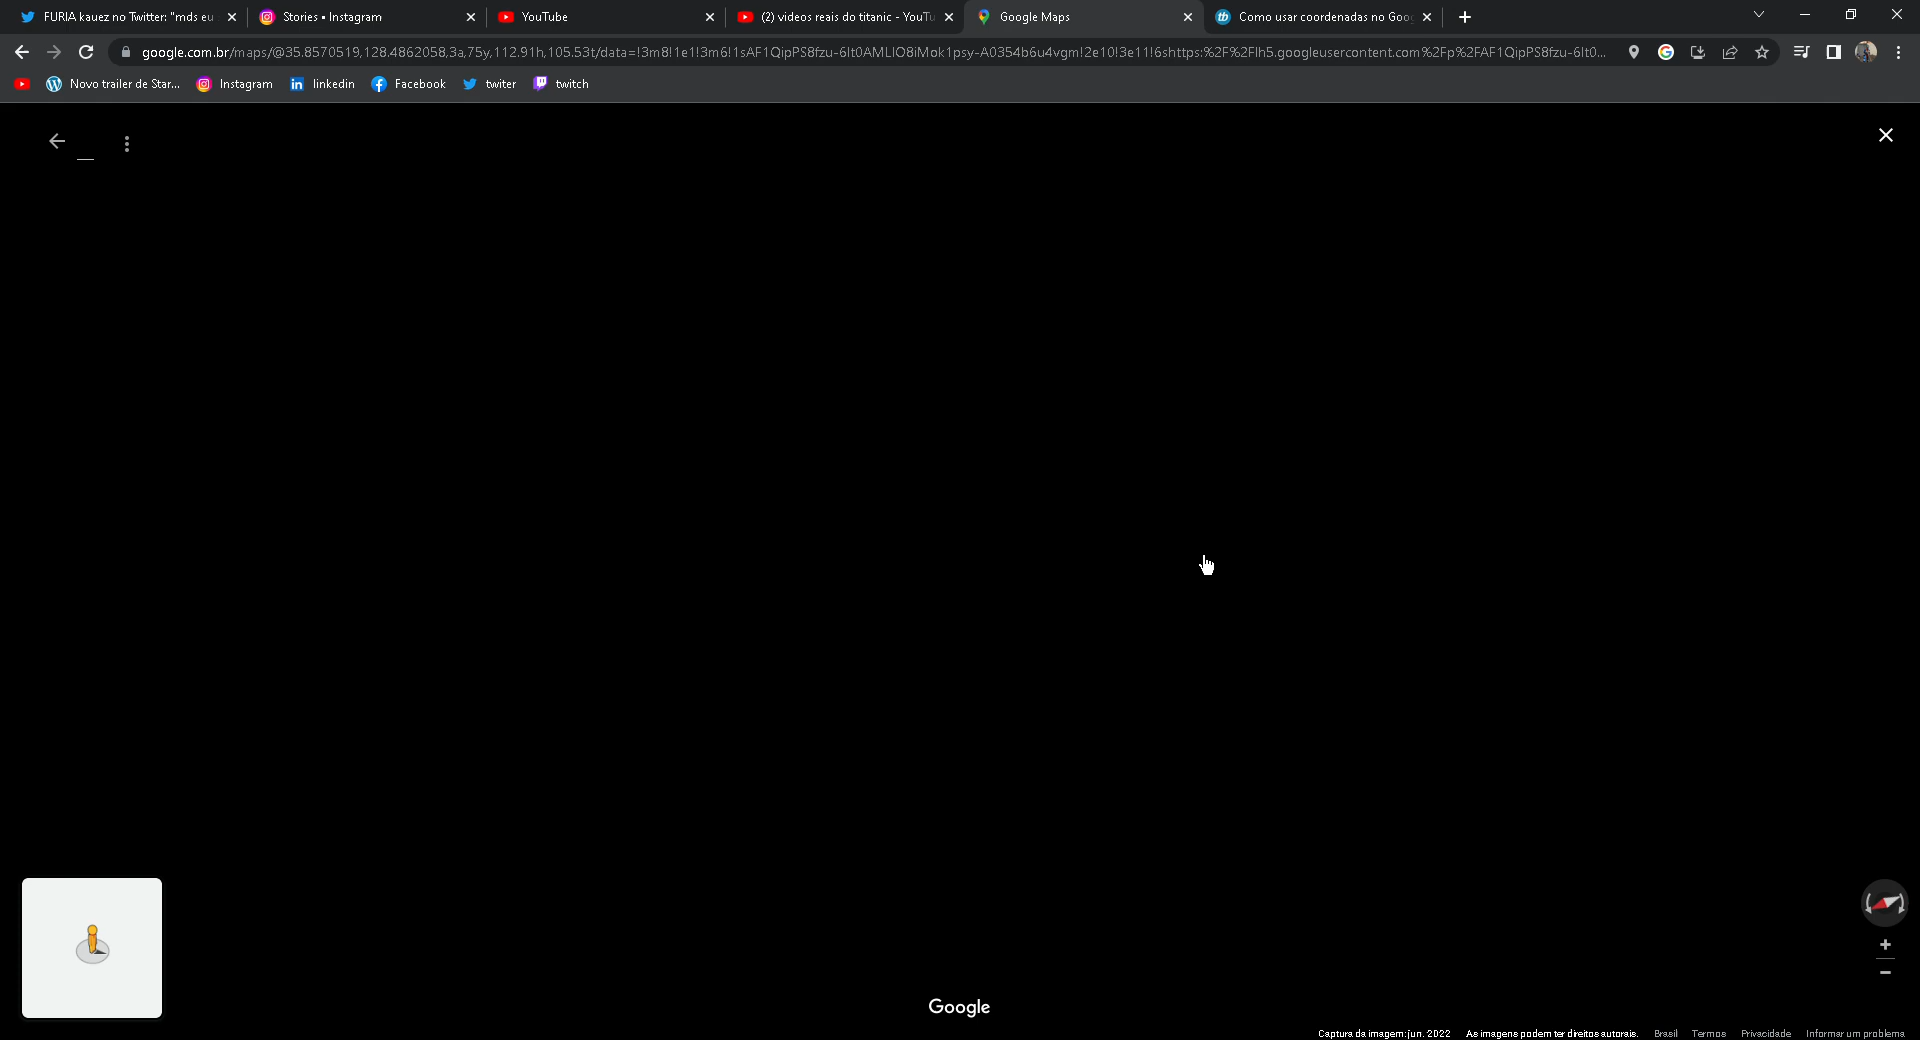 FURIA kauez no Twitter: "mds eu
Stories • Instagram
YouTube
(2) videos reais do titanic - YouTu
Google Maps
Como usar coordenadas no Goog
google.com.br/maps/@35.8570519,128.4862058,3a,75y,112.91h,105.53t/data=!3m8!1e1!3m6!1sAF1QipPS8fzu-6lt0AMLIO8iMok1psy-A0354b6u4vgm!2e10!3e11!6shttps:%2F%2Flh5.googleusercontent.com%2Fp%2FAF1QipPS8fzu-6lt0...
Novo trailer de Star...
Instagram
linkedin
Facebook
twiter
twitch
Google
Captura da imagem: jun. 2022
As imagens podem ter direitos autorais.
Brasil
Termos
Privacidade
Informar um problema